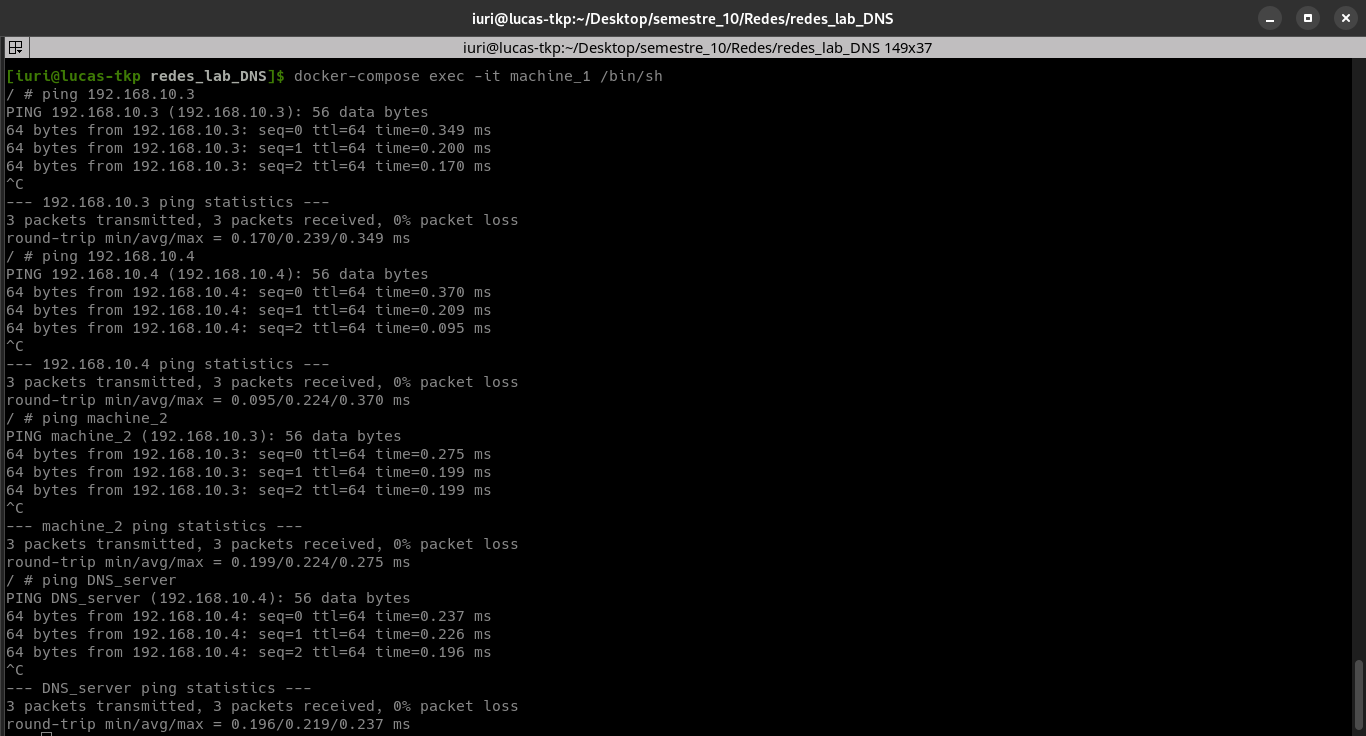 iuri@lucas-tkp:~/Desktop/semestre_10/Redes/redes_lab_DNS
iuri@lucas-tkp:~/Desktop/semestre_10/Redes/redes_lab_DNS 149x37
[iuri@lucas-tkp redes_lab_DNS]$ docker-compose exec -it machine_1 /bin/sh
/ # ping 192.168.10.3
PING 192.168.10.3 (192.168.10.3): 56 data bytes
64 bytes from 192.168.10.3: seq=0 ttl=64 time=0.349 ms
64 bytes from 192.168.10.3: seq=1 ttl=64 time=0.200 ms
64 bytes from 192.168.10.3: seq=2 ttl=64 time=0.170 ms
^C
--- 192.168.10.3 ping statistics ---
3 packets transmitted, 3 packets received, 0% packet loss
round-trip min/avg/max = 0.170/0.239/0.349 ms
/ # ping 192.168.10.4
PING 192.168.10.4 (192.168.10.4): 56 data bytes
64 bytes from 192.168.10.4: seq=0 ttl=64 time=0.370 ms
64 bytes from 192.168.10.4: seq=1 ttl=64 time=0.209 ms
64 bytes from 192.168.10.4: seq=2 ttl=64 time=0.095 ms
^C
--- 192.168.10.4 ping statistics ---
3 packets transmitted, 3 packets received, 0% packet loss
round-trip min/avg/max = 0.095/0.224/0.370 ms
/ # ping machine_2
PING machine_2 (192.168.10.3): 56 data bytes
64 bytes from 192.168.10.3: seq=0 ttl=64 time=0.275 ms
64 bytes from 192.168.10.3: seq=1 ttl=64 time=0.199 ms
64 bytes from 192.168.10.3: seq=2 ttl=64 time=0.199 ms
^C
--- machine_2 ping statistics ---
3 packets transmitted, 3 packets received, 0% packet loss
round-trip min/avg/max = 0.199/0.224/0.275 ms
/ # ping DNS_server
PING DNS_server (192.168.10.4): 56 data bytes
64 bytes from 192.168.10.4: seq=0 ttl=64 time=0.237 ms
64 bytes from 192.168.10.4: seq=1 ttl=64 time=0.226 ms
64 bytes from 192.168.10.4: seq=2 ttl=64 time=0.196 ms
^C
--- DNS_server ping statistics ---
3 packets transmitted, 3 packets received, 0% packet loss
round-trip min/avg/max = 0.196/0.219/0.237 ms